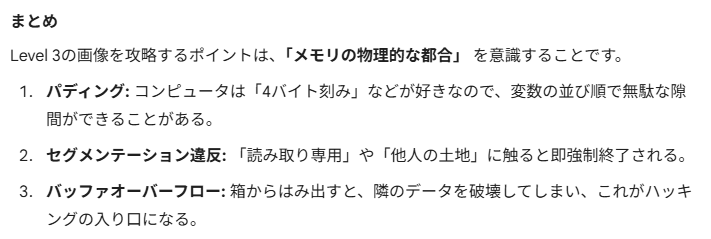 まとめ
Level 3の画像を攻略するポイントは、「メモリの物理的な都合」 を意識することです。
1. パディング: コンピュータは「4バイト刻み」などが好きなので、変数の並び順で無駄な隙
間ができることがある。
2. セグメンテーション違反: 「読み取り専用」や「他人の土地」に触ると即強制終了される。
3. バッファオーバーフロー: 箱からはみ出すと、隣のデータを破壊してしまい、これがハッキ
ングの入り口になる。